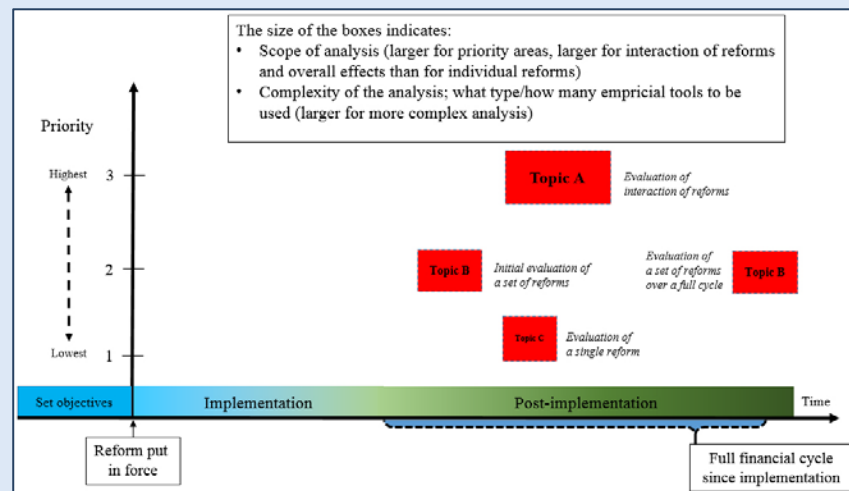 The size of the boxes indicates:
• Scope of analysis (larger for priority areas, larger for interaction of reforms
and overall effects than for individual reforms)
• Complexity of the analysis; what type/how many empricial tools to be
used (larger for more complex analysis)
Priority
Highest
3
Topic A
Evaluation of
interaction of reforms
2
Topic B
Initial evaluation of
a set of reforms
Evaluation of
a set of reforms
over a full cycle
Topic B
Lowest
1
Topic C
Evaluation of
a single reform
Set objectives
Implementation
Post-implementation
Time
Reform put
in force
Full financial cycle
since implementation